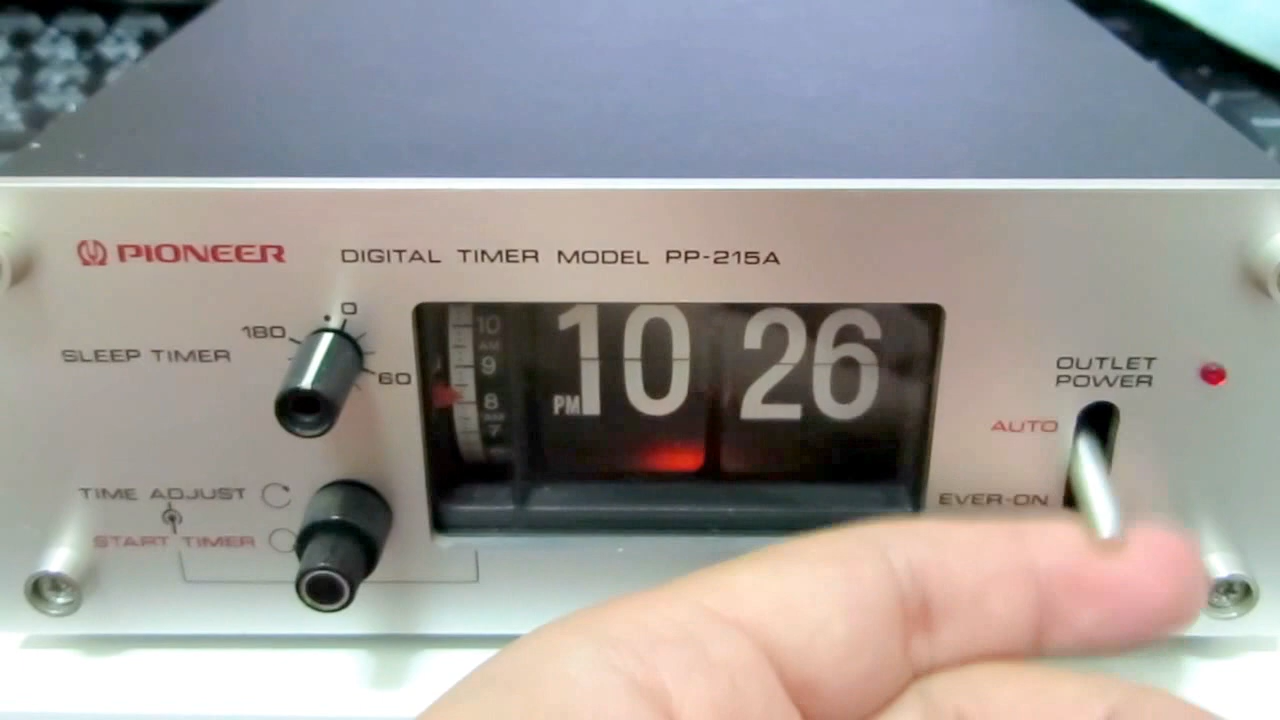 PIONEER
DIGITAL TIMER MODEL PP-215A
0
180
SLEEP TIMER
60
10
AM
9
8
7
PM 10 26
OUTLET
POWER
AUTO
EVER-ON
TIME ADJUST
START TIMER